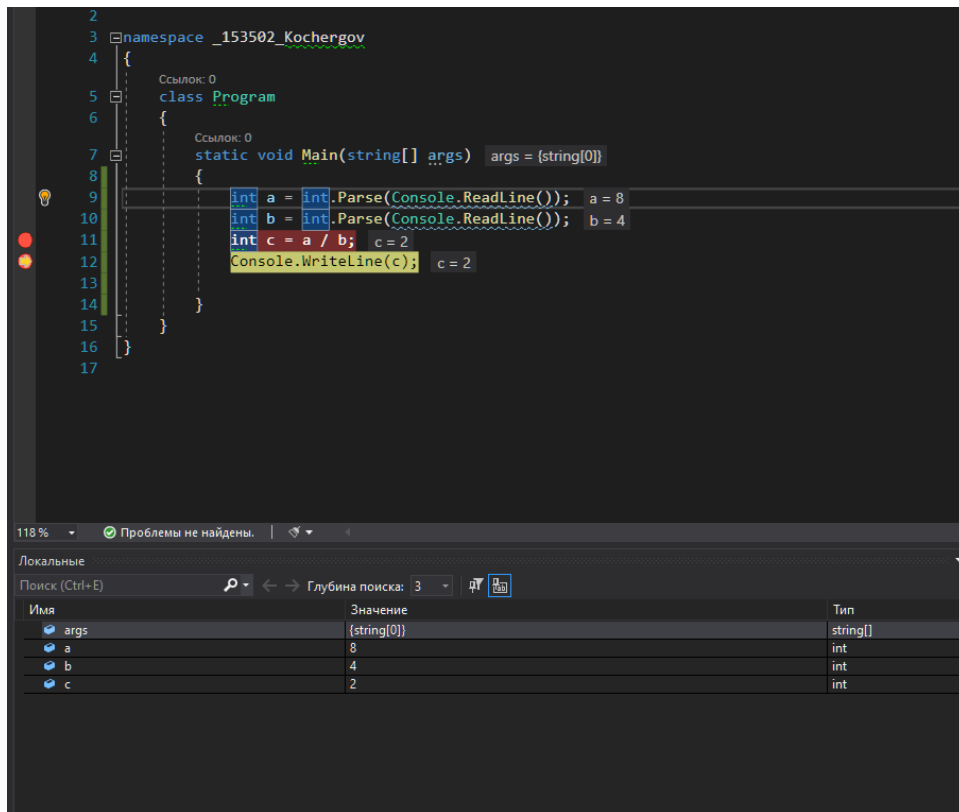 2
3 namespace _153502_Kochergov
4 {
Ссылок: 0
5 class Program
6 {
Ссылок: 0
7 static void Main(string[] args) args = {string[0]}
8 {
9 int a = int.Parse(Console.ReadLine()); a = 8
10 int b = int.Parse(Console.ReadLine()); b = 4
11 int c = a / b; c = 2
12 Console.WriteLine(c); c = 2
13
14 }
15 }
16 }
17
118 % Проблемы не найдены.
Локальные
Поиск (Ctrl+E) Глубина поиска: 3
Имя Значение Тип
args {string[0]} string[]
a 8 int
b 4 int
c 2 int